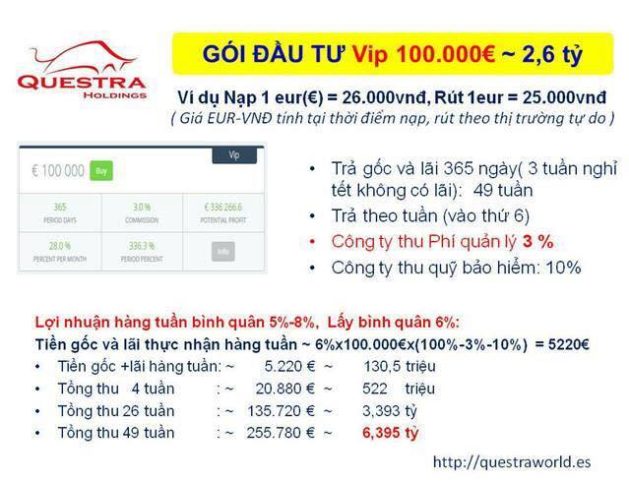 QUESTRA
HOLDINGS
GÓI ĐẦU TƯ Vip 100.000€ ~ 2,6 tỷ
Ví dụ Nạp 1 eur(€) = 26.000vnđ, Rút 1eur = 25.000vnđ
( Giá EUR-VNĐ tính tại thời điểm nạp, rút theo thị trường tự do )
Vip
€ 100 000 Buy
365 3.0 % € 336 266.6
PERIOD DAYS COMMISSION POTENTIAL PROFIT
28.0 % 336.3 % Info
PERCENT PER MONTH PERIOD PERCENT
• Trả gốc và lãi 365 ngày( 3 tuần nghỉ
tết không có lãi): 49 tuần
• Trả theo tuần (vào thứ 6)
• Công ty thu Phí quản lý 3 %
• Công ty thu quỹ bảo hiểm: 10%
Lợi nhuận hàng tuần bình quân 5%-8%, Lấy bình quân 6%:
Tiền gốc và lãi thực nhận hàng tuần ~ 6%x100.000€x(100%-3%-10%) = 5220€
• Tiền gốc +lãi hàng tuần: ~ 5.220 € ~ 130,5 triệu
• Tổng thu 4 tuần : ~ 20.880 € ~ 522 triệu
• Tổng thu 26 tuần : ~ 135.720 € ~ 3,393 tỷ
• Tổng thu 49 tuần : ~ 255.780 € ~ 6,395 tỷ
http://questraworld.es